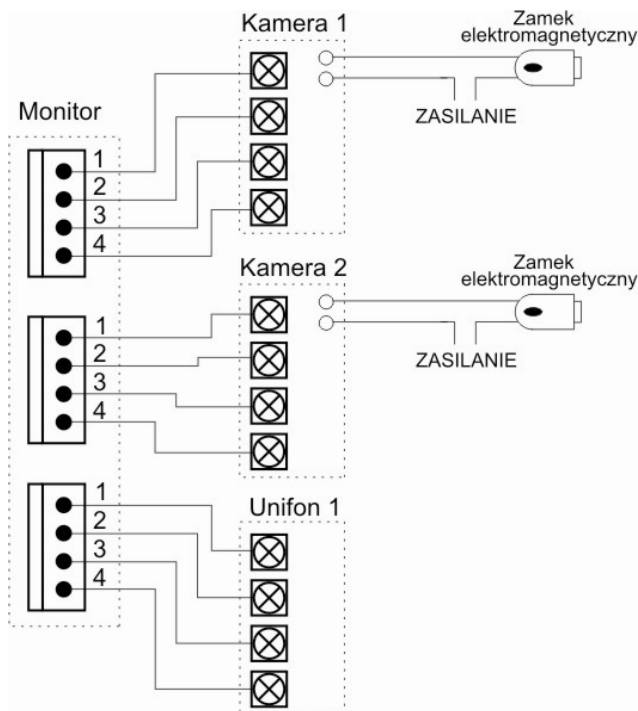 Kamera 1
Zamek
elektromagnetyczny
ZASILANIE
Monitor
1
2
3
4
Kamera 2
Zamek
elektromagnetyczny
ZASILANIE
1
2
3
4
Unifon 1
1
2
3
4